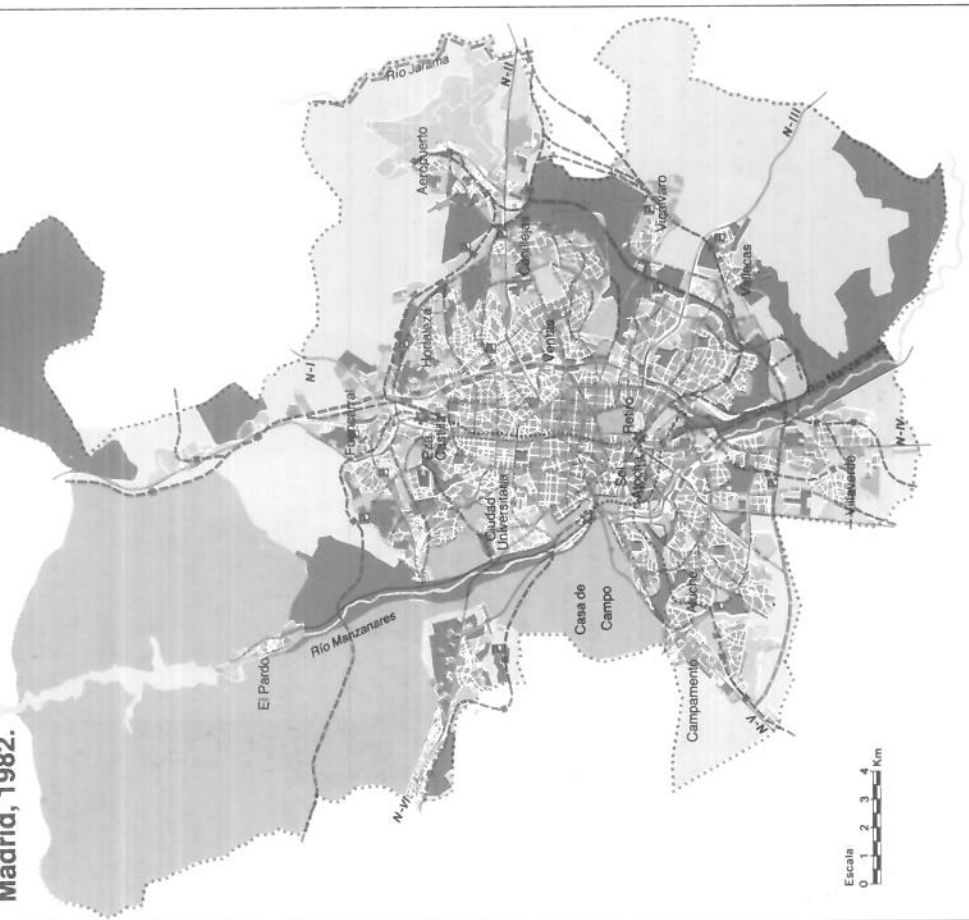 Madrid, 1982.
Río Jarama
N-II
Aeropuerto
N-III
Vicálvaro
Canillejas
Vallecas
Hortaleza
Ventas
N-I
Río Manzanares
Fuencarral
Pza.
Castilla
Retiro
Sol
Atocha
N-IV
Villaverde
Ciudad
Universitaria
Río Manzanares
Casa de
Campo
Aluche
El Pardo
Campamento
N-V
N-VI
Escala
0 1 2 3 4
Km